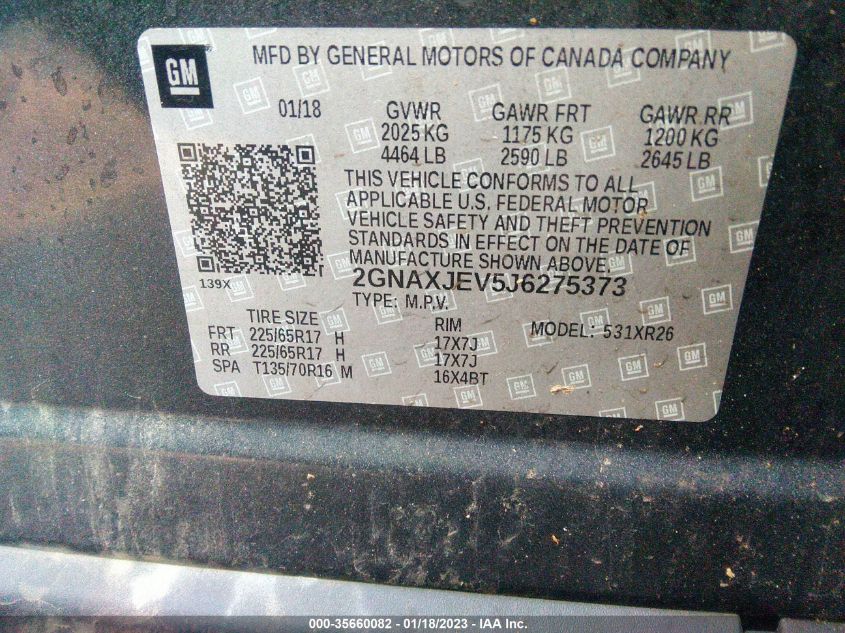 GM
MFD BY GENERAL MOTORS OF CANADA COMPANY
01/18 GVWR GAWR FRT GAWR RR
2025 KG 1175 KG 1200 KG
4464 LB 2590 LB 2645 LB
THIS VEHICLE CONFORMS TO ALL
APPLICABLE U.S. FEDERAL MOTOR
VEHICLE SAFETY AND THEFT PREVENTION
STANDARDS IN EFFECT ON THE DATE OF
MANUFACTURE SHOWN ABOVE.
139X 2GNAXJEV5J6275373
TYPE: M.P.V.
TIRE SIZE RIM MODEL: 531XR26
FRT 225/65R17 H 17X7J
RR 225/65R17 H 17X7J
SPA T135/70R16 M 16X4BT
000-35660082 - 01/18/2023 - IAA Inc.